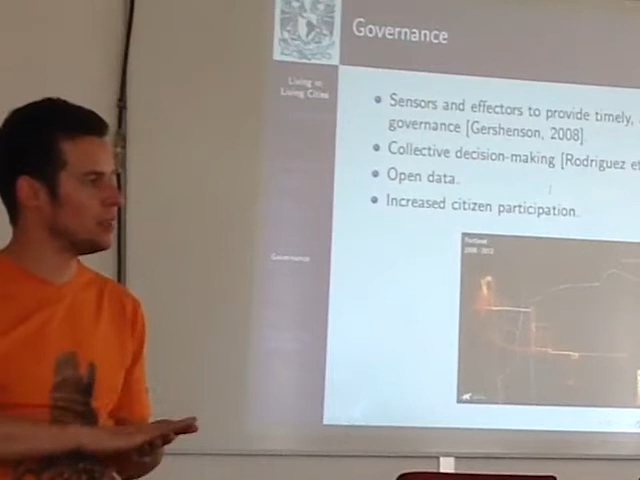 Governance
Living in
Living Cities
Sensors and effectors to provide timely,
governance [Gershenson, 2008].
Collective decision-making [Rodriguez et
Open data.
Increased citizen participation.
Governance
Portland